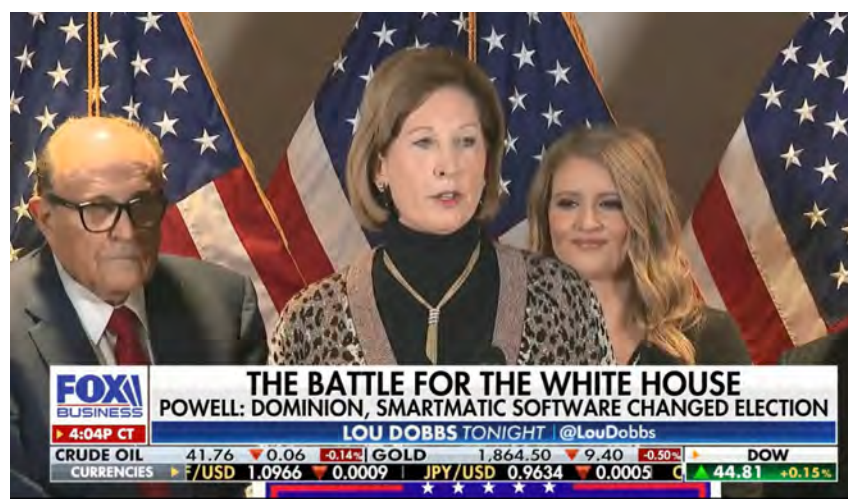 FOX
BUSINESS
4:04P CT
THE BATTLE FOR THE WHITE HOUSE
POWELL: DOMINION, SMARTMATIC SOFTWARE CHANGED ELECTION
LOU DOBBS TONIGHT | @LouDobbs
CRUDE OIL 41.76 ▼0.06 -0.14% GOLD 1,864.50 ▼9.40 -0.50% DOW
CURRENCIES F/USD 1.0966 ▼0.0009 JPY/USD 0.9634 ▼0.0005 ▲44.81 +0.15%